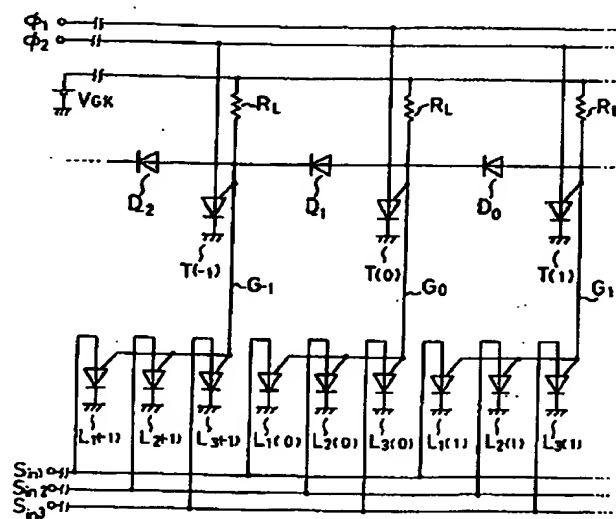 ϕ1
ϕ2
VGK
RL RL RL
D2 D1 D0
T(-1) T(0) T(1)
G-1 G0 G1
L1(-1) L2(-1) L3(-1) L1(0) L2(0) L3(0) L1(1) L2(1) L3(1)
Sin1
Sin2
Sin3